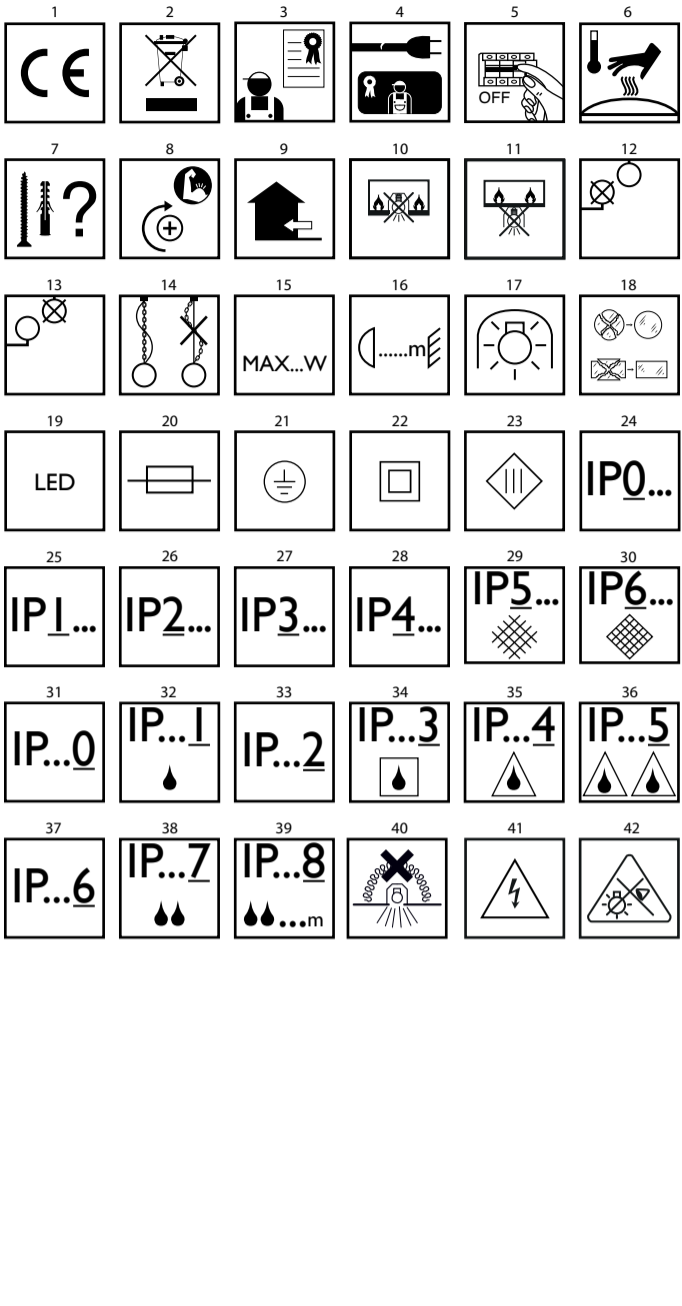 1 2 3 4 5 6
CE
OFF
7 8 9 10 11 12
?
13 14 15 16 17 18
MAX...W
......m
19 20 21 22 23 24
LED
IP0...
25 26 27 28 29 30
IP1... IP2... IP3... IP4... IP5... IP6...
31 32 33 34 35 36
IP...0 IP...1 IP...2 IP...3 IP...4 IP...5
37 38 39 40 41 42
IP...6 IP...7 IP...8
...m